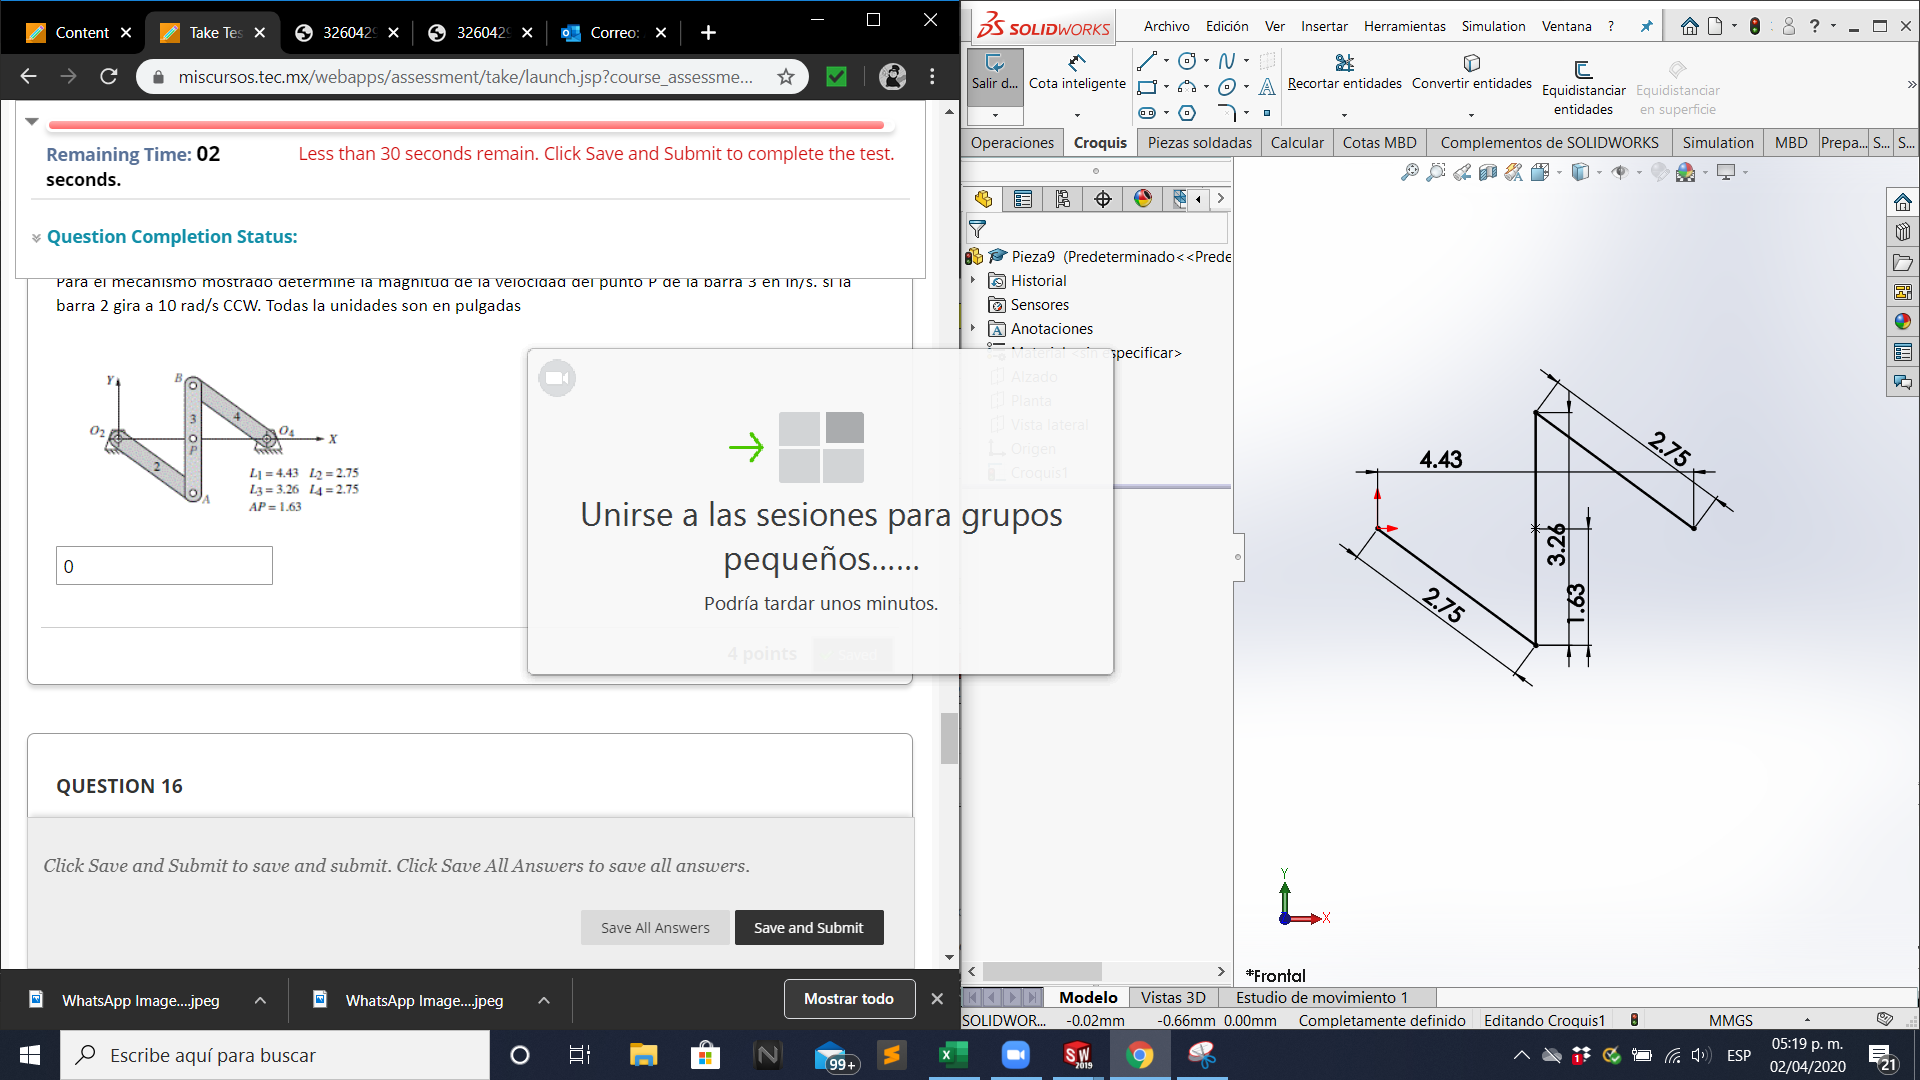 Content
Take Tes
326042
326042
Correo:
miscursos.tec.mx/webapps/assessment/take/launch.jsp?course_assessme...
Remaining Time: 02
seconds.
Less than 30 seconds remain. Click Save and Submit to complete the test.
Question Completion Status:
Para el mecanismo mostrado determine la magnitud de la velocidad del punto P de la barra 3 en in/s. si la
barra 2 gira a 10 rad/s CCW. Todas la unidades son en pulgadas
Y
B
3
4
O2
P
O4
X
2
A
L1 = 4.43 L2 = 2.75
L3 = 3.26 L4 = 2.75
AP = 1.63
0
4 points
QUESTION 16
Click Save and Submit to save and submit. Click Save All Answers to save all answers.
Save All Answers
Save and Submit
WhatsApp Image....jpeg
WhatsApp Image....jpeg
Mostrar todo
Unirse a las sesiones para grupos
pequeños......
Podría tardar unos minutos.
SOLIDWORKS
Archivo Edición Ver Insertar Herramientas Simulation Ventana ?
Salir d...
Cota inteligente
Recortar entidades
Convertir entidades
Equidistanciar
entidades
Equidistanciar
en superficie
Operaciones Croquis Piezas soldadas Calcular Cotas MBD Complementos de SOLIDWORKS Simulation MBD Prepa... S... S...
Pieza9 (Predeterminado<<Prede
Historial
Sensores
Anotaciones
Material <sin especificar>
Alzado
Planta
Vista lateral
Origen
Croquis1
4.43
2.75
3.26
1.63
2.75
Y
X
*Frontal
Modelo Vistas 3D Estudio de movimiento 1
SOLIDWOR... -0.02mm -0.66mm 0.00mm Completamente definido Editando Croquis1 MMGS
Escribe aquí para buscar
99+
SW
2019
1
ESP
05:19 p. m.
02/04/2020
21